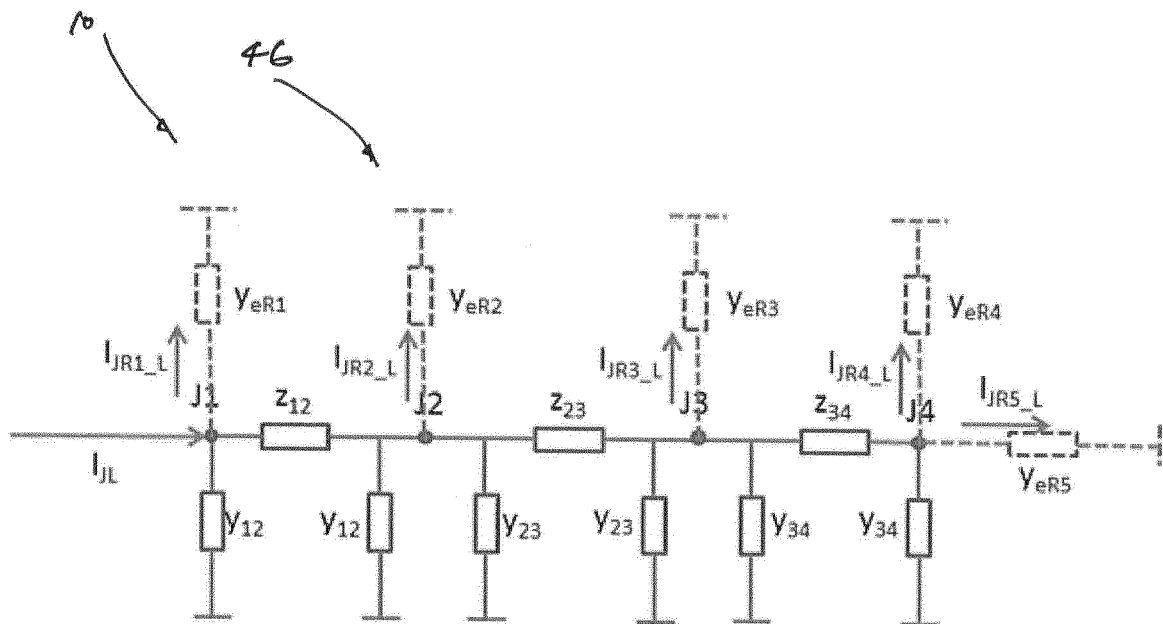 10
46
yeR1
yeR2
yeR3
yeR4
IJR1_L
IJR2_L
IJR3_L
IJR4_L
IJR5_L
J1
z12
J2
z23
J3
z34
J4
IJL
yeR5
y12
y12
y23
y23
y34
y34